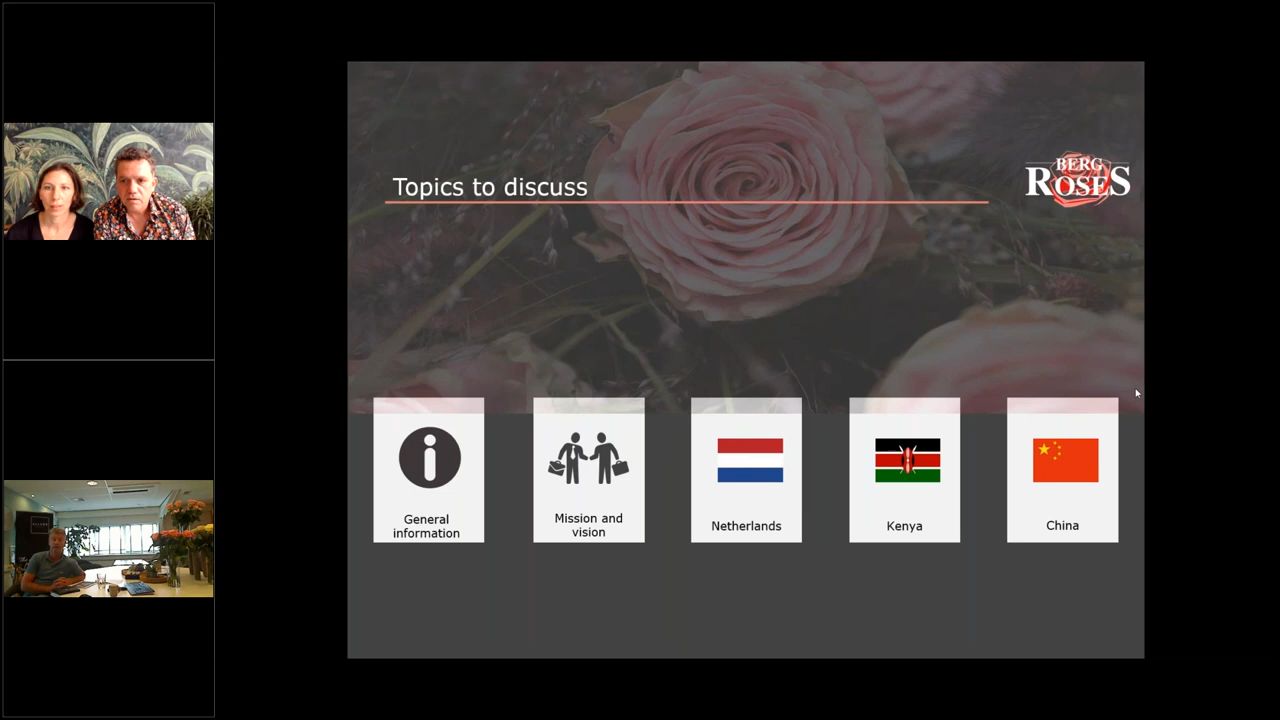 Topics to discuss
BERG
ROSES
General
information
Mission and
vision
Netherlands
Kenya
China